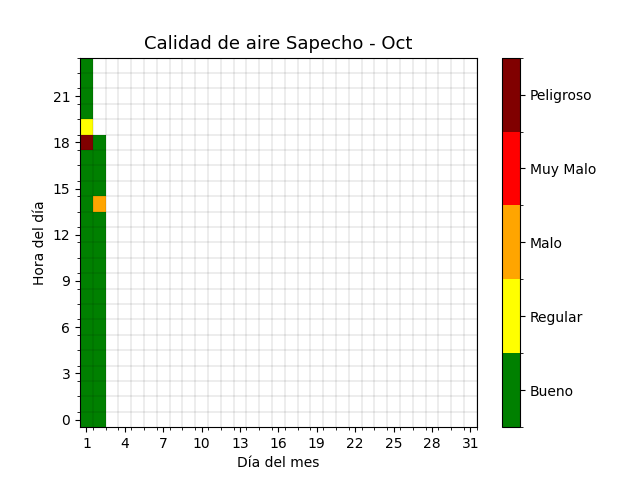 Calidad de aire Sapecho - Oct
Peligroso
Muy Malo
Malo
Regular
Bueno
Hora del día
21
18
15
12
9
6
3
0
1 4 7 10 13 16 19 22 25 28 31
Día del mes